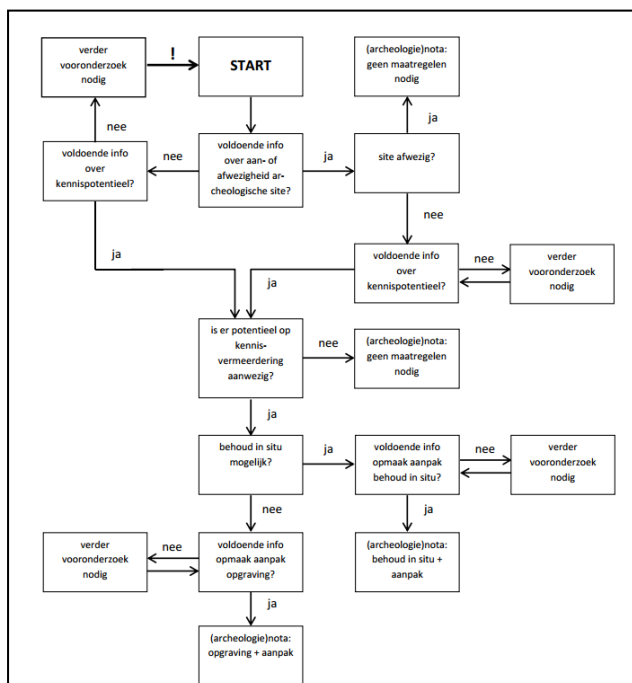 verder
vooronderzoek
nodig
!
START
(archeologie)nota:
geen maatregelen
nodig
nee
ja
voldoende info
over
kennispotentieel?
nee
voldoende info
over aan- of
afwezigheid ar-
cheologische site?
ja
site afwezig?
nee
ja
voldoende info
over
kennispotentieel?
nee
verder
vooronderzoek
nodig
ja
is er potentieel op
kennis-
vermeerdering
aanwezig?
nee
(archeologie)nota:
geen maatregelen
nodig
ja
behoud in situ
mogelijk?
ja
voldoende info
opmaak aanpak
behoud in situ?
nee
verder
vooronderzoek
nodig
nee
ja
verder
vooronderzoek
nodig
nee
voldoende info
opmaak aanpak
opgraving?
(archeologie)nota:
behoud in situ +
aanpak
ja
(archeologie)nota:
opgraving + aanpak